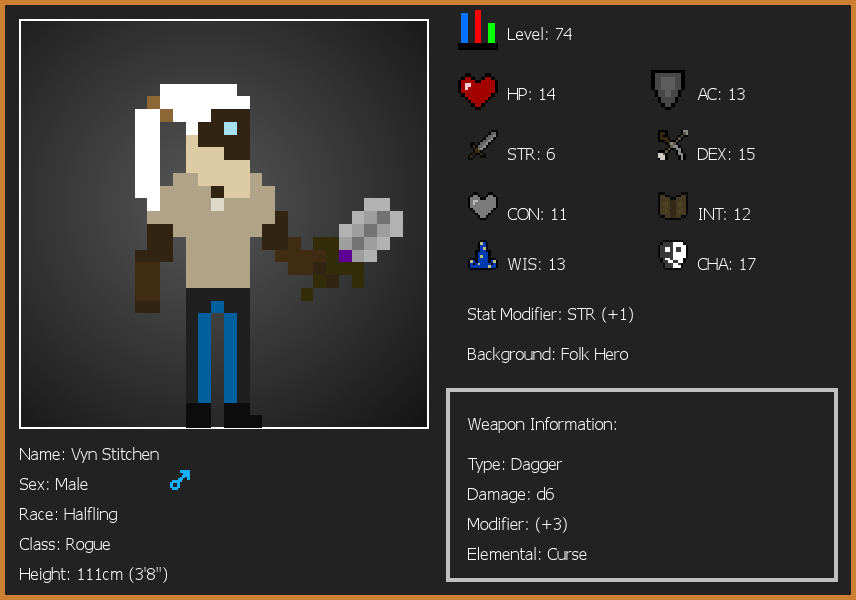 Level: 74
HP: 14
AC: 13
STR: 6
DEX: 15
CON: 11
INT: 12
WIS: 13
CHA: 17
Stat Modifier: STR (+1)
Background: Folk Hero
Weapon Information:
Type: Dagger
Damage: d6
Modifier: (+3)
Elemental: Curse
Name: Vyn Stitchen
Sex: Male
Race: Halfling
Class: Rogue
Height: 111cm (3'8")